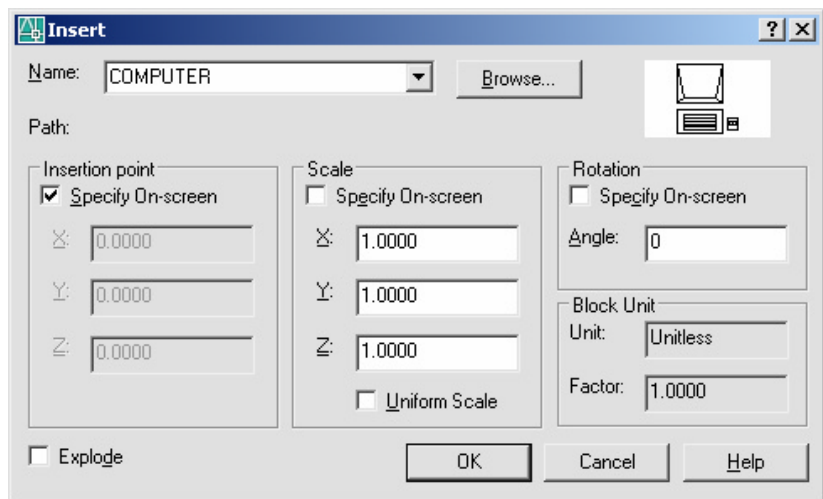 Insert
Name: COMPUTER Browse...
Path:
Insertion point
Specify On-screen
X: 0.0000
Y: 0.0000
Z: 0.0000
Scale
Specify On-screen
X: 1.0000
Y: 1.0000
Z: 1.0000
Uniform Scale
Rotation
Specify On-screen
Angle: 0
Block Unit
Unit: Unitless
Factor: 1.0000
Explode
OK Cancel Help